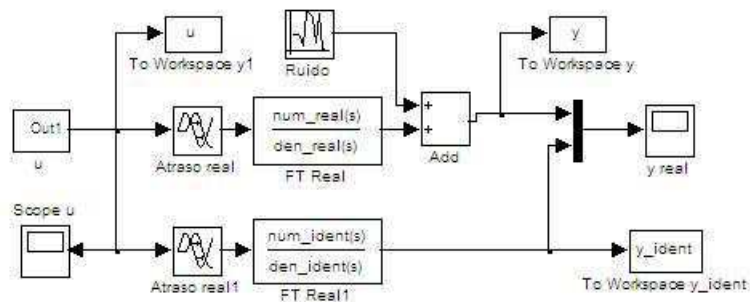 u
To Workspace y1
Ruido
y
To Workspace y
Out1
u
Atraso real
num_real(s)
den_real(s)
FT Real
+
+
Add
y real
Scope u
Atraso real1
num_ident(s)
den_ident(s)
FT Real1
y_ident
To Workspace y_ident